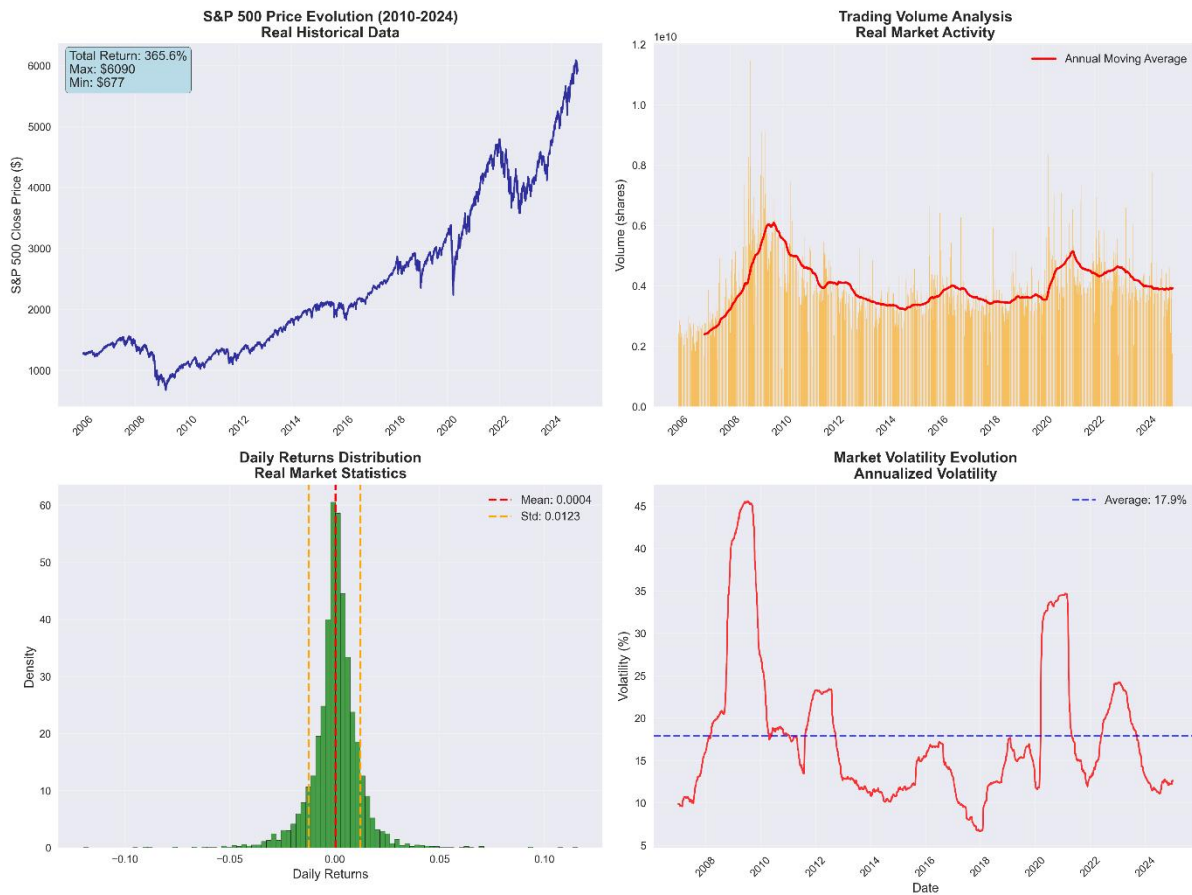 S&P 500 Price Evolution (2010-2024)
Real Historical Data
Total Return: 365.6%
Max: $6090
Min: $677
S&P 500 Close Price ($)
6000
5000
4000
3000
2000
1000
2006
2008
2010
2012
2014
2016
2018
2020
2022
2024
Trading Volume Analysis
Real Market Activity
1e10
Annual Moving Average
Volume (shares)
1.2
1.0
0.8
0.6
0.4
0.2
0.0
2006
2008
2010
2012
2014
2016
2018
2020
2022
2024
Daily Returns Distribution
Real Market Statistics
Mean: 0.0004
Std: 0.0123
Density
60
50
40
30
20
10
0
−0.10
−0.05
0.00
0.05
0.10
Daily Returns
Market Volatility Evolution
Annualized Volatility
Average: 17.9%
Volatility (%)
45
40
35
30
25
20
15
10
5
2008
2010
2012
2014
2016
2018
2020
2022
2024
Date